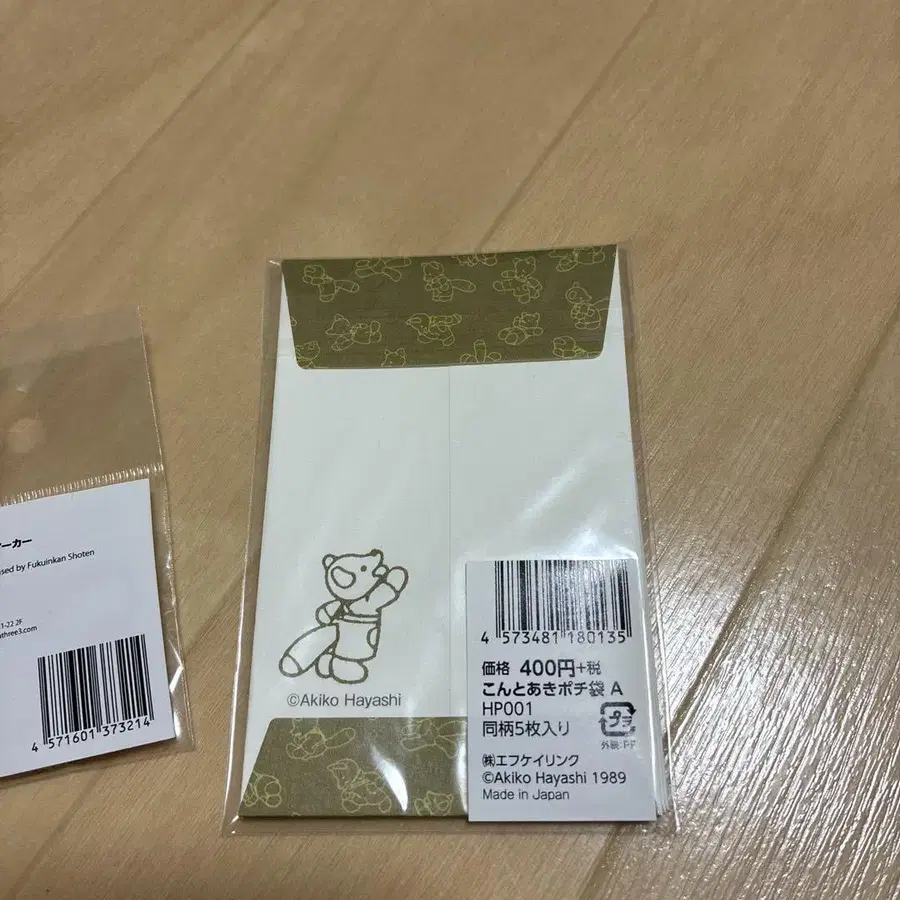 ーカー
sed by Fukuinkan Shoten
1-22 2F
three3.com
4 571601 373214
©Akiko Hayashi
4 573481 180135
価格 400円+税
こんとあきポチ袋 A
HP001
同柄5枚入り
プラ
外袋:PP
㈱エフケイリンク
©Akiko Hayashi 1989
Made in Japan